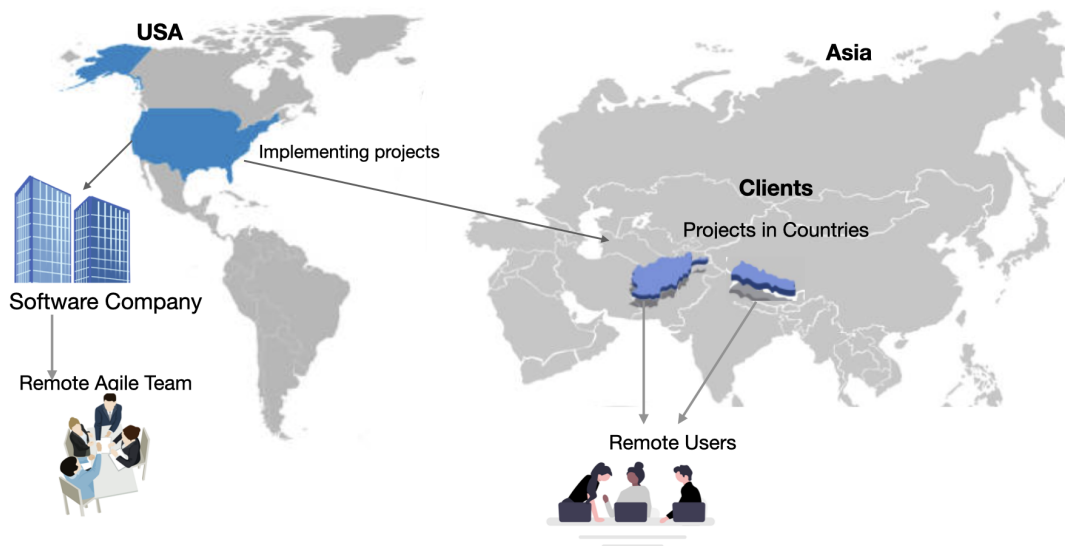 USA
Asia
Implementing projects
Clients
Projects in Countries
Software Company
Remote Agile Team
Remote Users